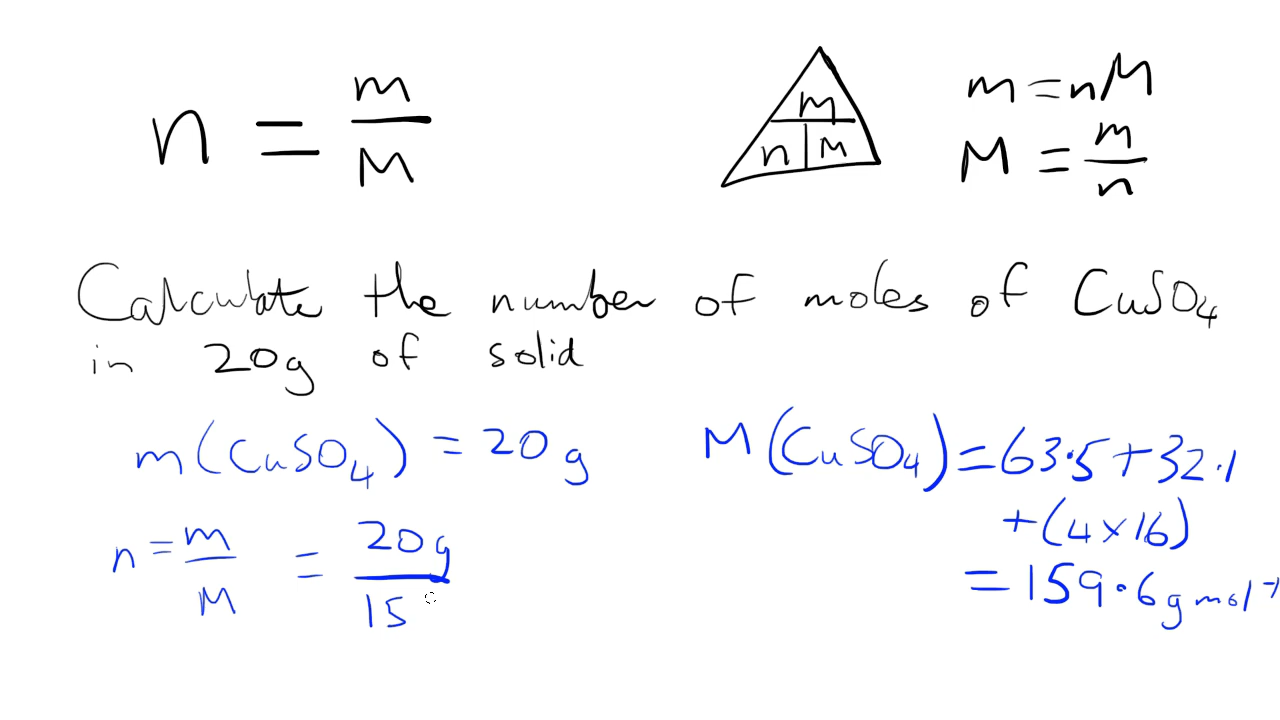 n = m/M
m
n | M
m = nM
M = m/n
Calculate the number of moles of CuSO₄
in 20g of solid
m(CuSO₄) = 20g
n = m/M = 20g/15
M(CuSO₄) = 63.5 + 32.1
+ (4×16)
= 159.6 g mol⁻¹